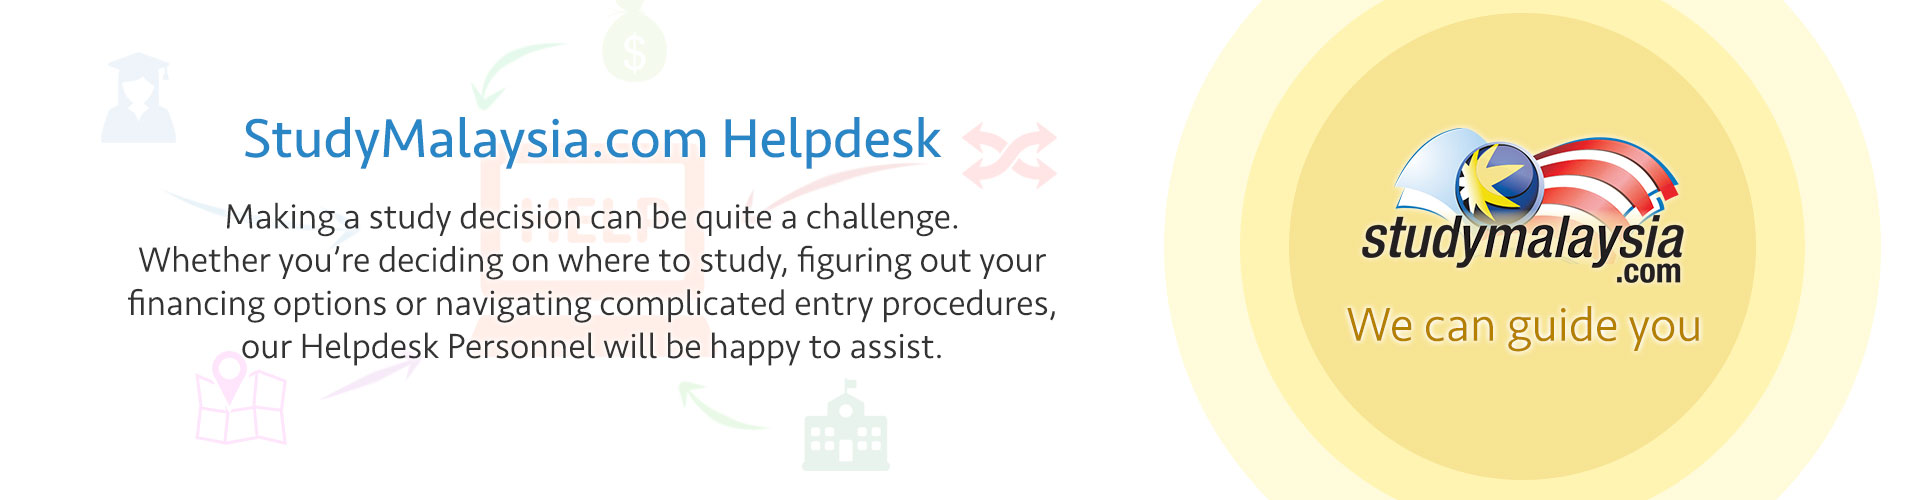 StudyMalaysia.com Helpdesk
Making a study decision can be quite a challenge.
Whether you’re deciding on where to study, figuring out your
financing options or navigating complicated entry procedures,
our Helpdesk Personnel will be happy to assist.
HELP
$
studymalaysia
.com
We can guide you